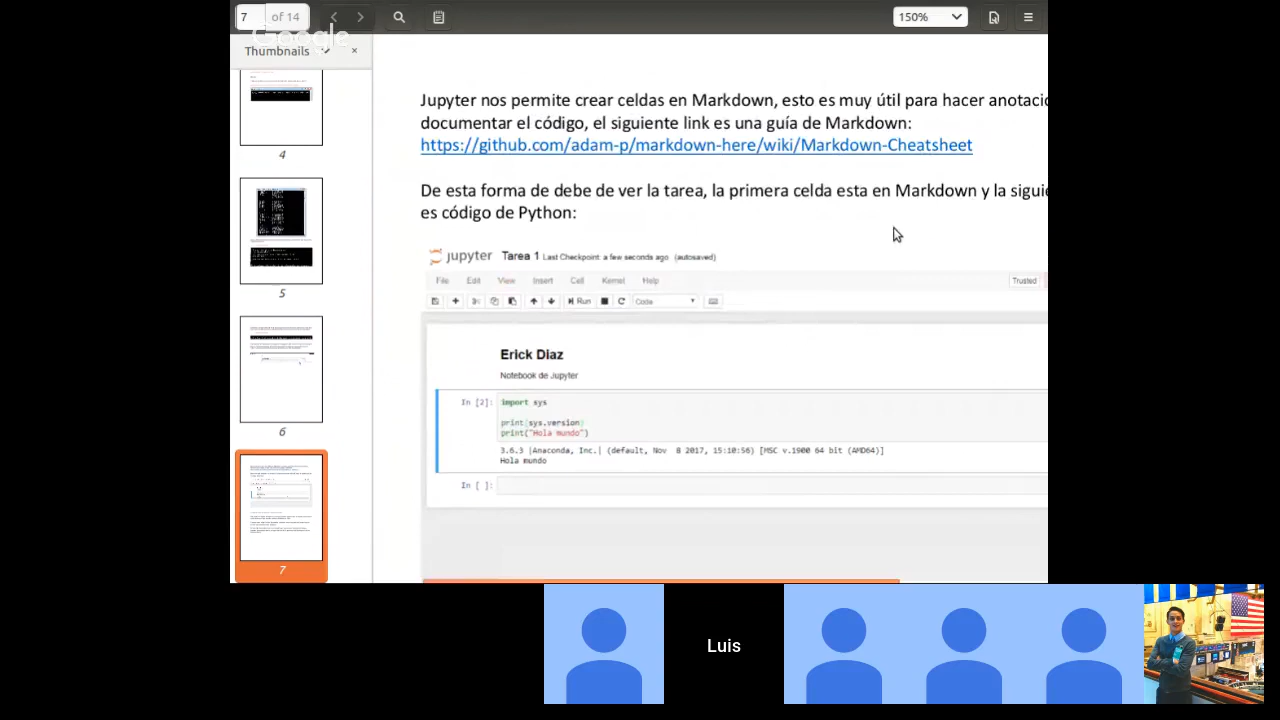 7 of 14
150%
Google
Thumbnails
4
5
6
7
Jupyter nos permite crear celdas en Markdown, esto es muy útil para hacer anotacio
documentar el código, el siguiente link es una guía de Markdown:
https://github.com/adam-p/markdown-here/wiki/Markdown-Cheatsheet
De esta forma de debe de ver la tarea, la primera celda esta en Markdown y la siguie
es código de Python:
jupyter Tarea 1 Last Checkpoint: a few seconds ago (autosaved)
File Edit View Insert Cell Kernel Help Trusted
Run Code
Erick Diaz
Notebook de Jupyter
In [2]: import sys
print(sys.version)
print("Hola mundo")
3.6.3 |Anaconda, Inc.| (default, Nov 8 2017, 15:10:56) [MSC v.1900 64 bit (AMD64)]
Hola mundo
In [ ]:
Luis